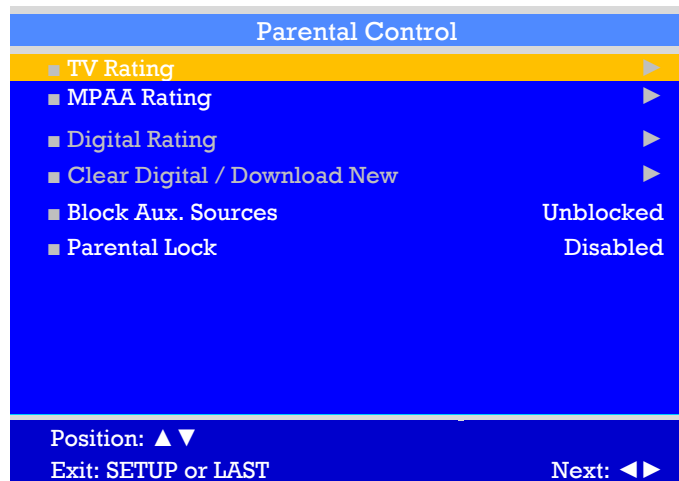 Parental Control
■ TV Rating ▶
■ MPAA Rating ▶
■ Digital Rating ▶
■ Clear Digital / Download New ▶
■ Block Aux. Sources Unblocked
■ Parental Lock Disabled
Position: ▲▼
Exit: SETUP or LAST Next: ◀▶